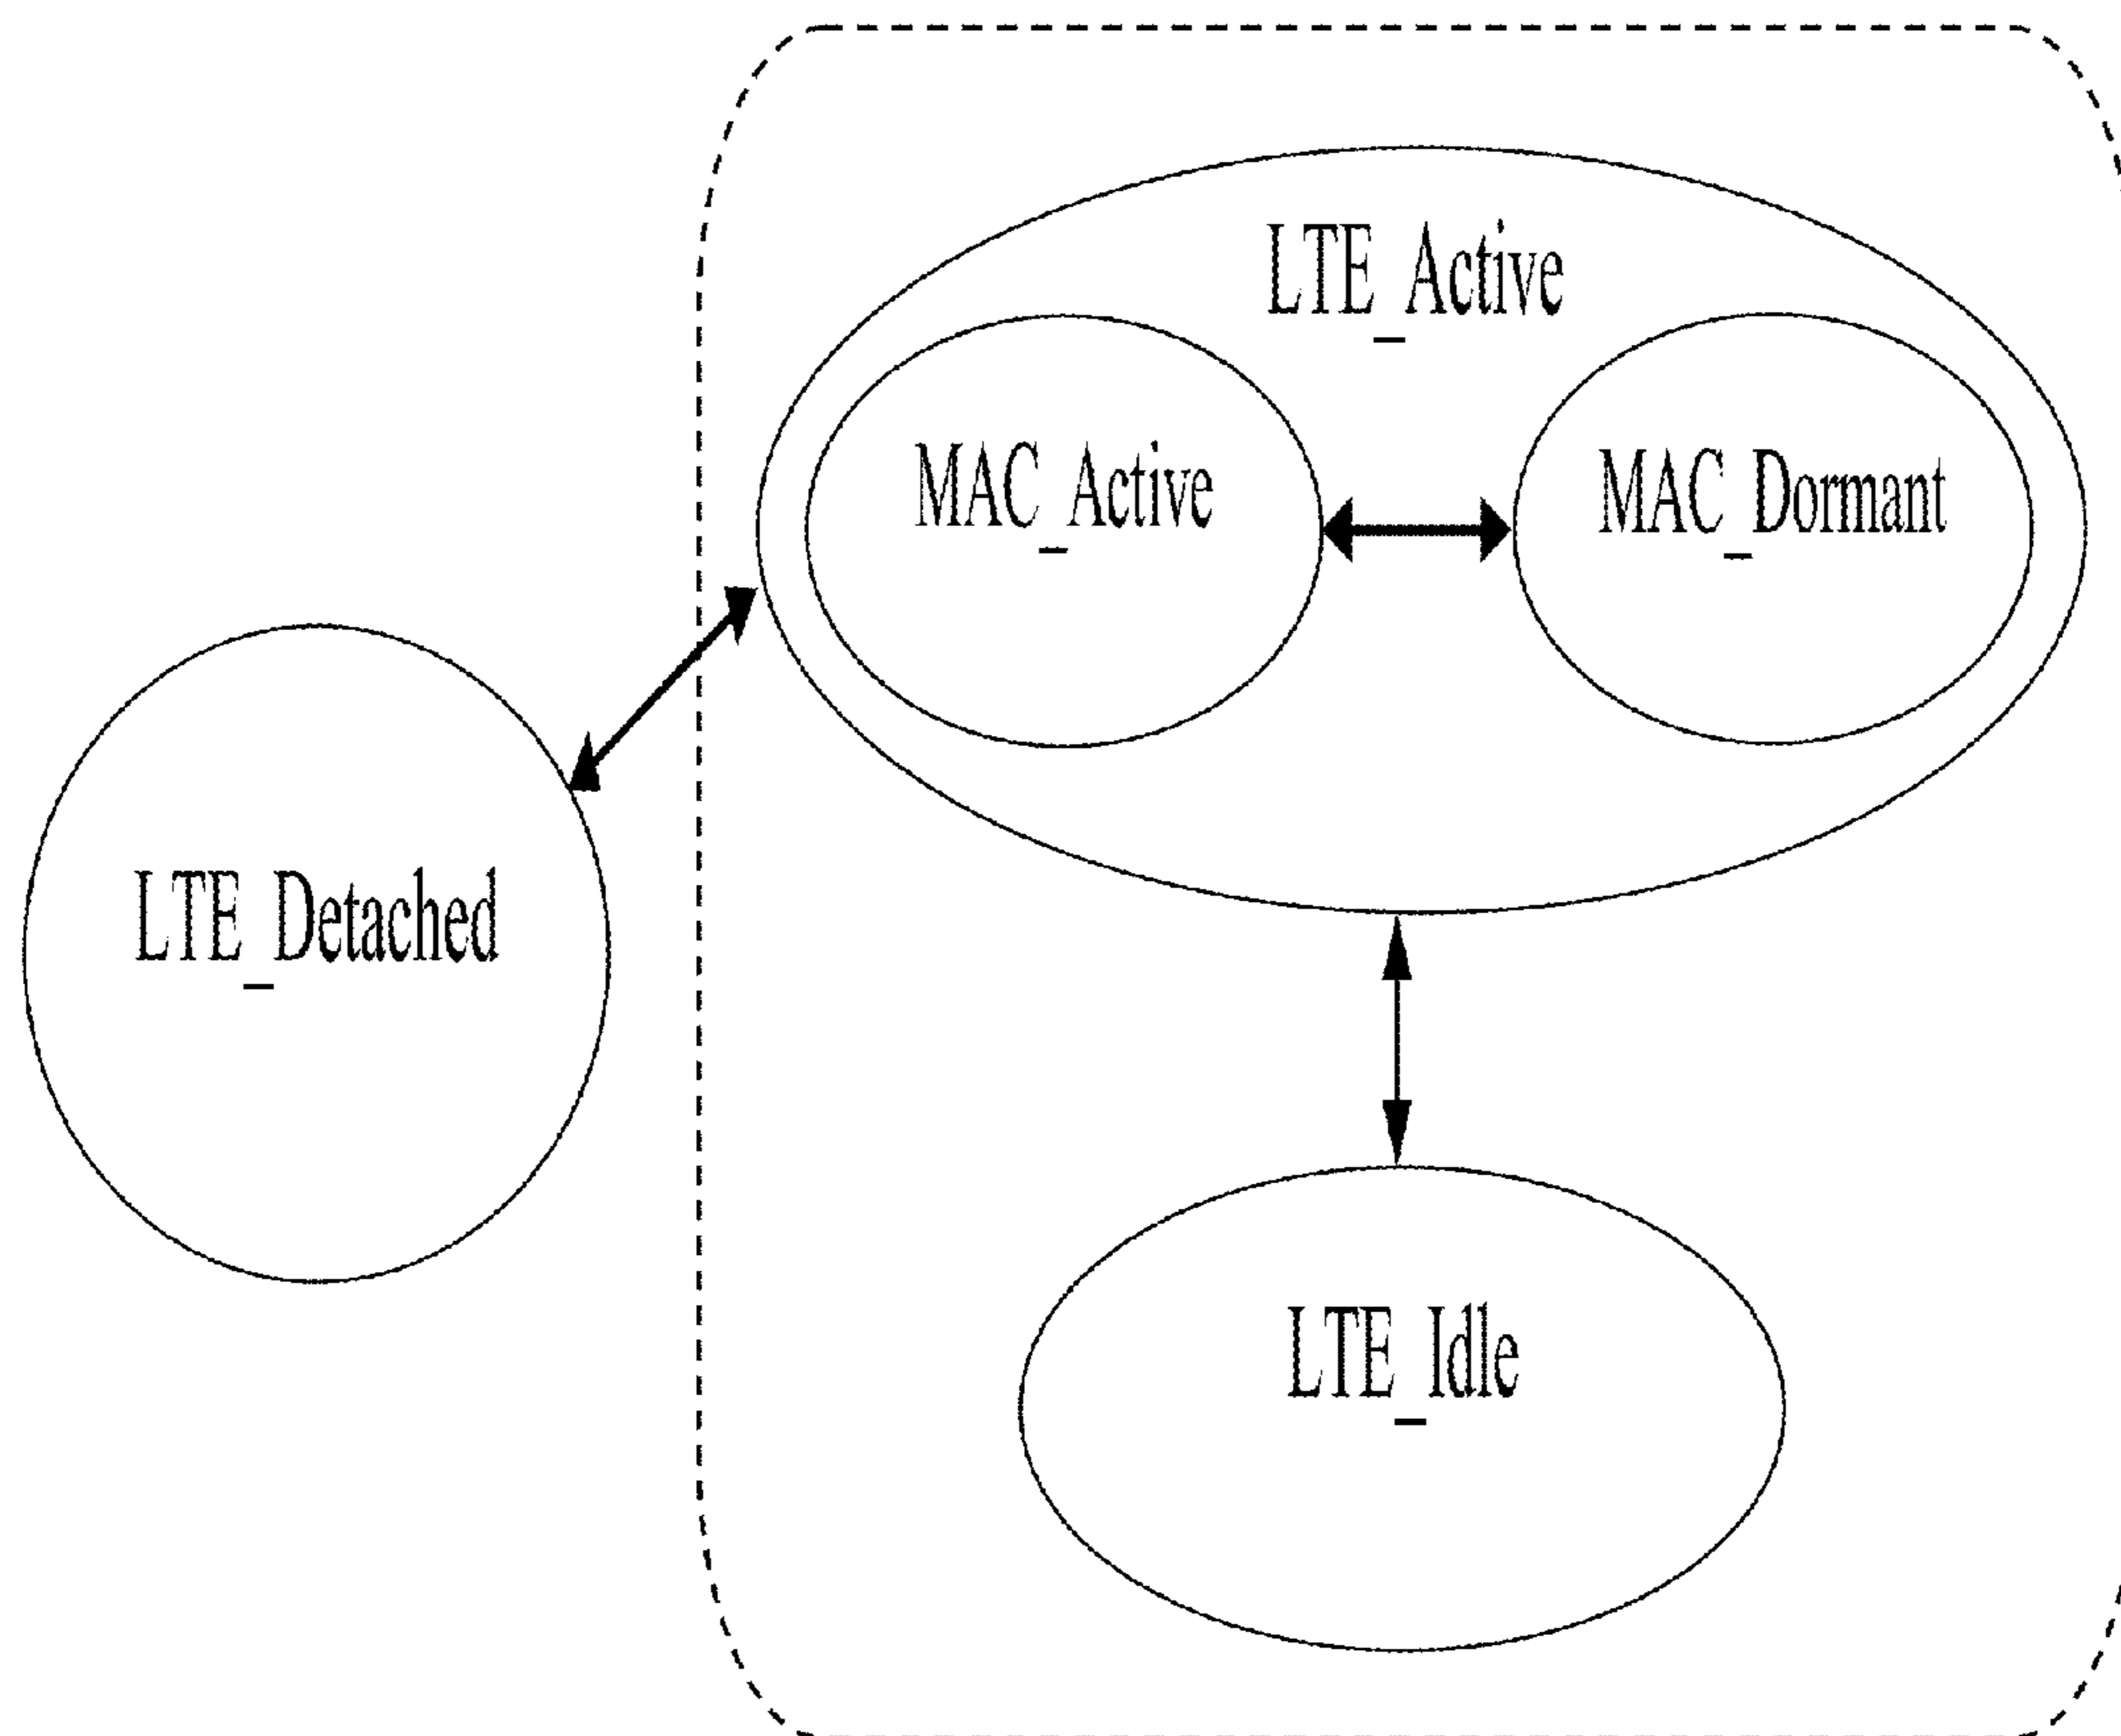 LTE_Active
MAC_Active
MAC_Dormant
LTE_Detached
LTE_Idle